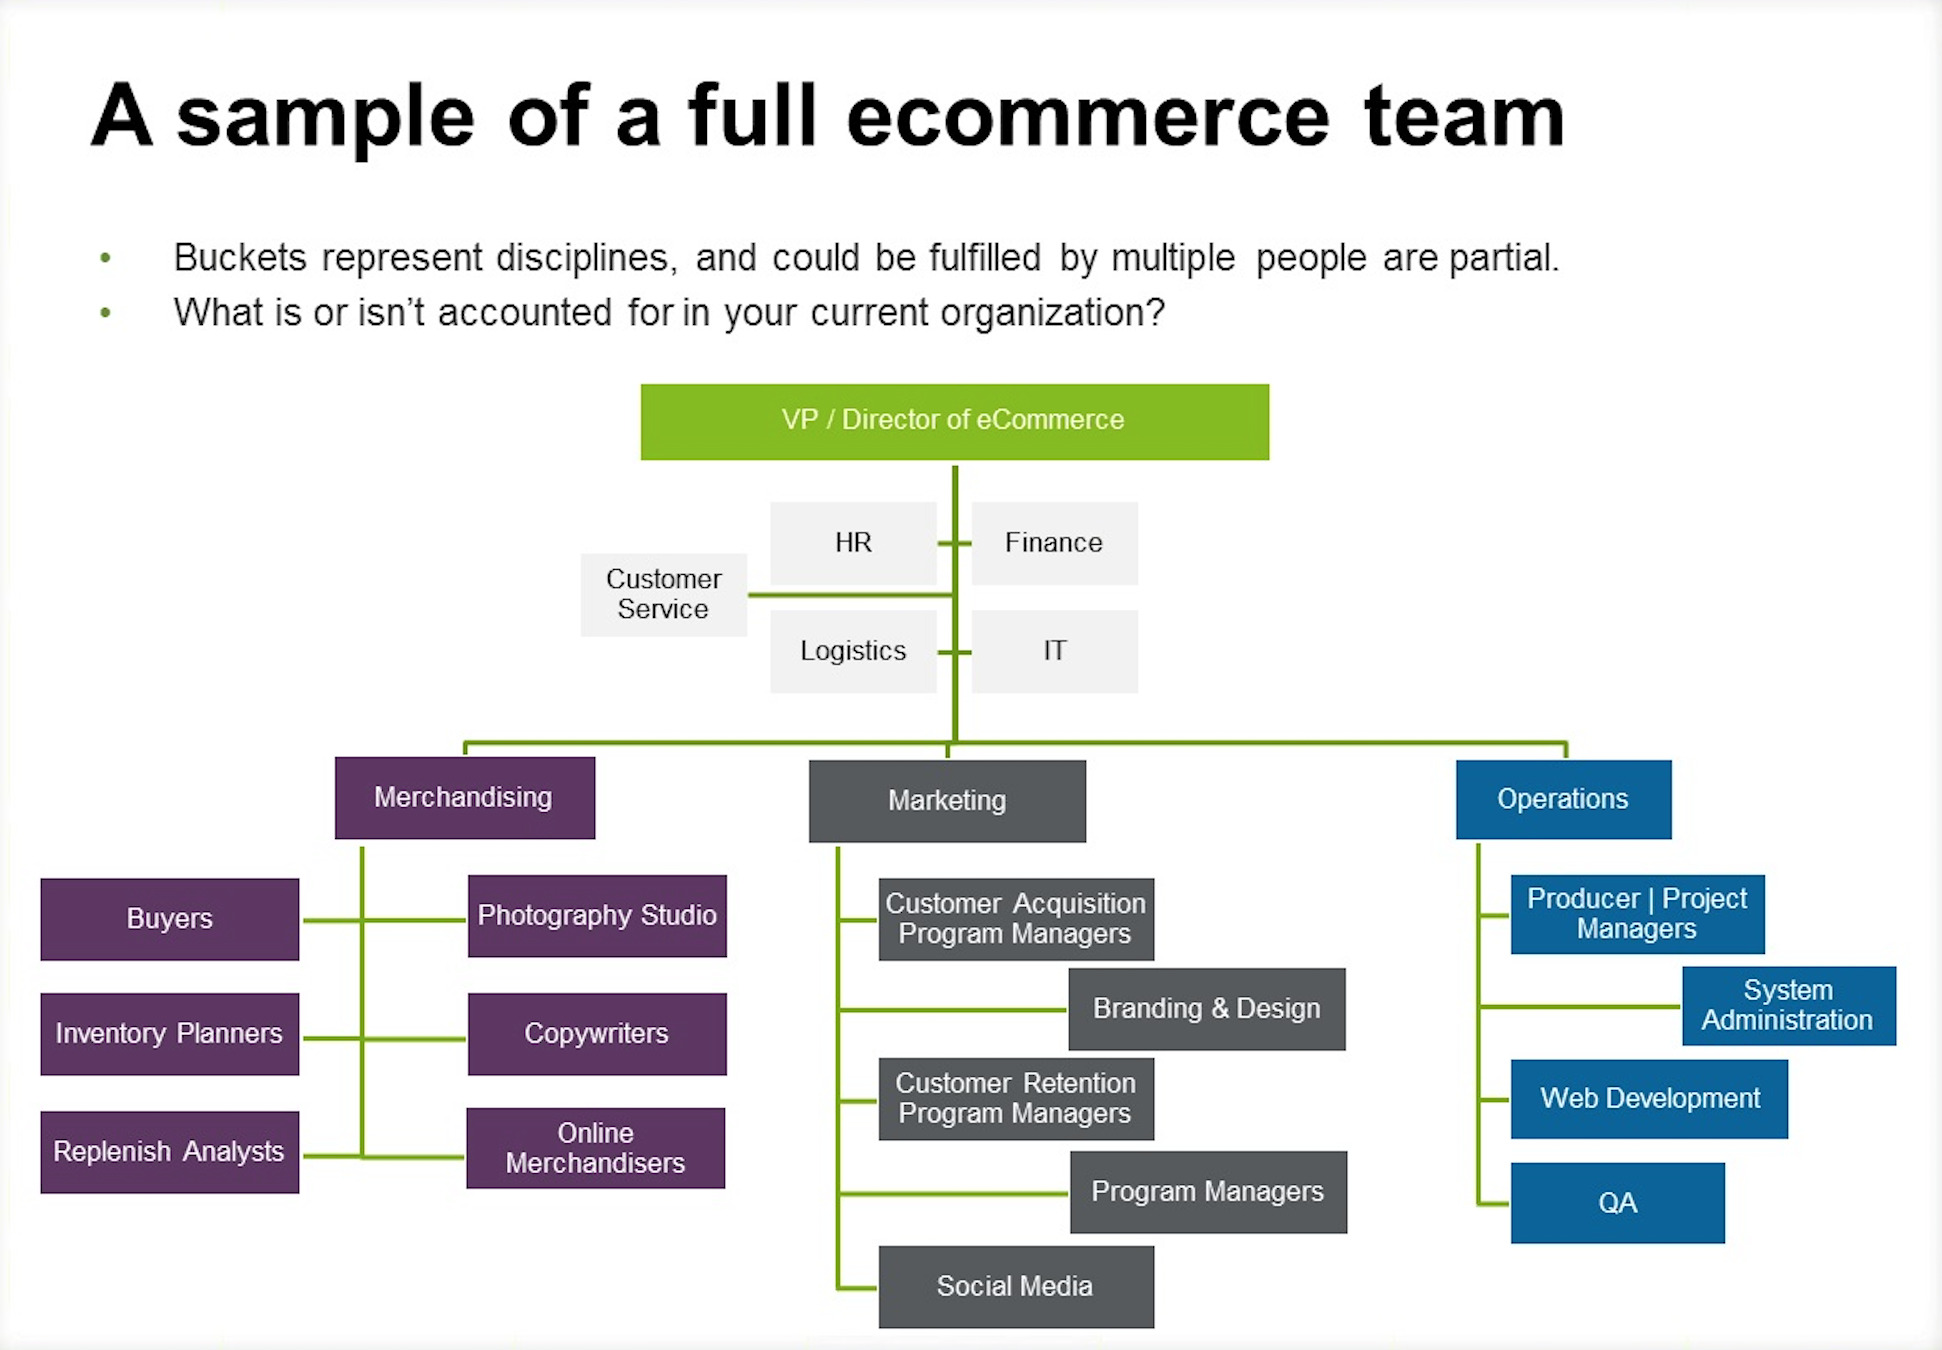 A sample of a full ecommerce team
• Buckets represent disciplines, and could be fulfilled by multiple people are partial.
• What is or isn’t accounted for in your current organization?
VP / Director of eCommerce
HR
Finance
Customer
Service
Logistics
IT
Merchandising
Marketing
Operations
Buyers
Photography Studio
Inventory Planners
Copywriters
Replenish Analysts
Online
Merchandisers
Customer Acquisition
Program Managers
Branding & Design
Customer Retention
Program Managers
Program Managers
Social Media
Producer | Project
Managers
System
Administration
Web Development
QA